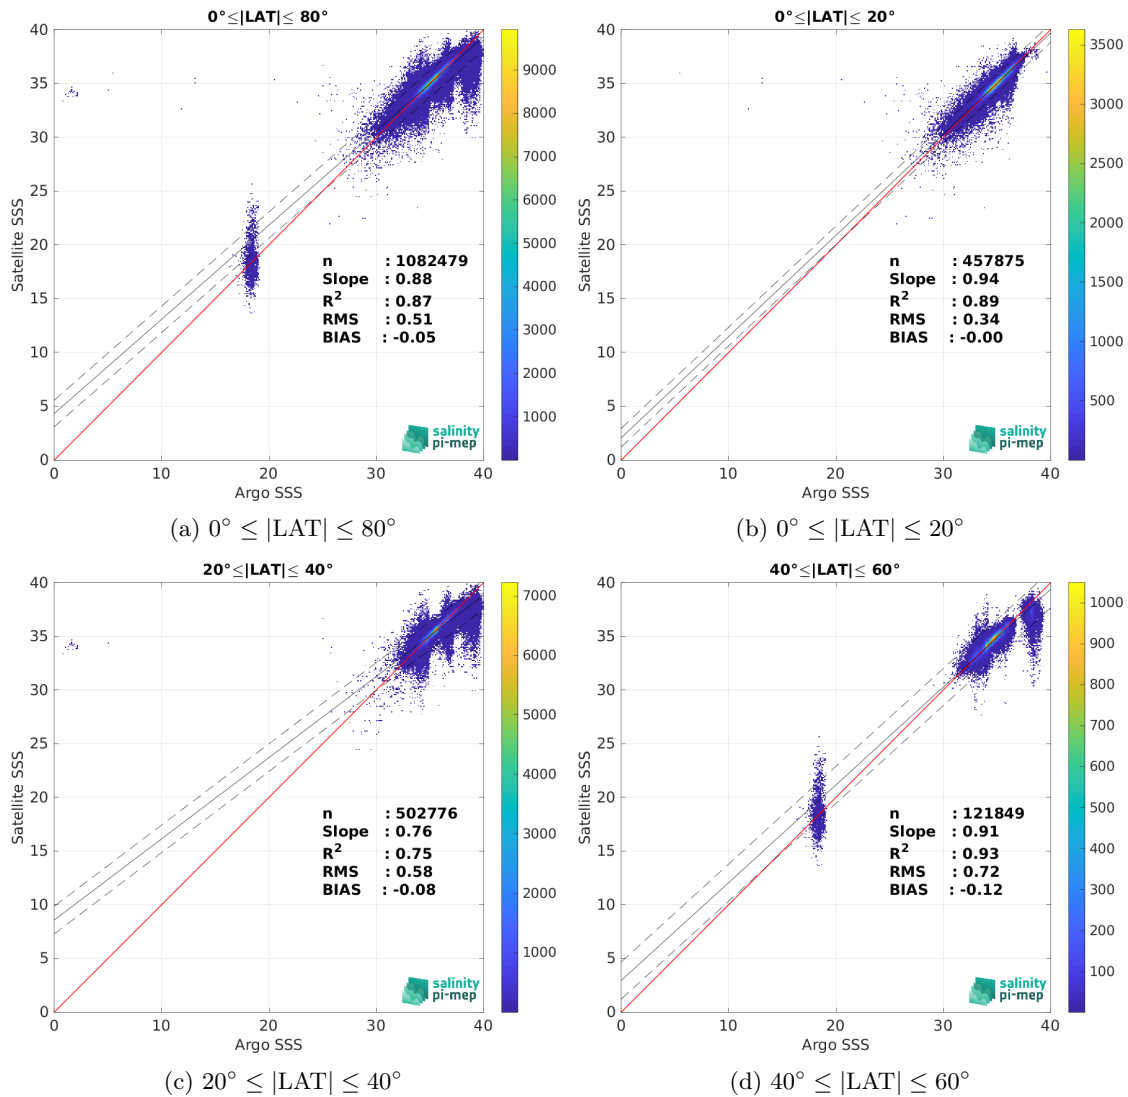 0°≤|LAT|≤ 80°
40
35
30
25
20
15
10
5
0
0
10
20
30
40
Satellite SSS
Argo SSS
n : 1082479
Slope : 0.88
R² : 0.87
RMS : 0.51
BIAS : -0.05
salinity
pi-mep
9000
8000
7000
6000
5000
4000
3000
2000
1000
(a) 0° ≤ |LAT| ≤ 80°
0°≤|LAT|≤ 20°
40
35
30
25
20
15
10
5
0
0
10
20
30
40
Satellite SSS
Argo SSS
n : 457875
Slope : 0.94
R² : 0.89
RMS : 0.34
BIAS : -0.00
salinity
pi-mep
3500
3000
2500
2000
1500
1000
500
(b) 0° ≤ |LAT| ≤ 20°
20°≤|LAT|≤ 40°
40
35
30
25
20
15
10
5
0
0
10
20
30
40
Satellite SSS
Argo SSS
n : 502776
Slope : 0.76
R² : 0.75
RMS : 0.58
BIAS : -0.08
salinity
pi-mep
7000
6000
5000
4000
3000
2000
1000
(c) 20° ≤ |LAT| ≤ 40°
40°≤|LAT|≤ 60°
40
35
30
25
20
15
10
5
0
0
10
20
30
40
Satellite SSS
Argo SSS
n : 121849
Slope : 0.91
R² : 0.93
RMS : 0.72
BIAS : -0.12
salinity
pi-mep
1000
900
800
700
600
500
400
300
200
100
(d) 40° ≤ |LAT| ≤ 60°